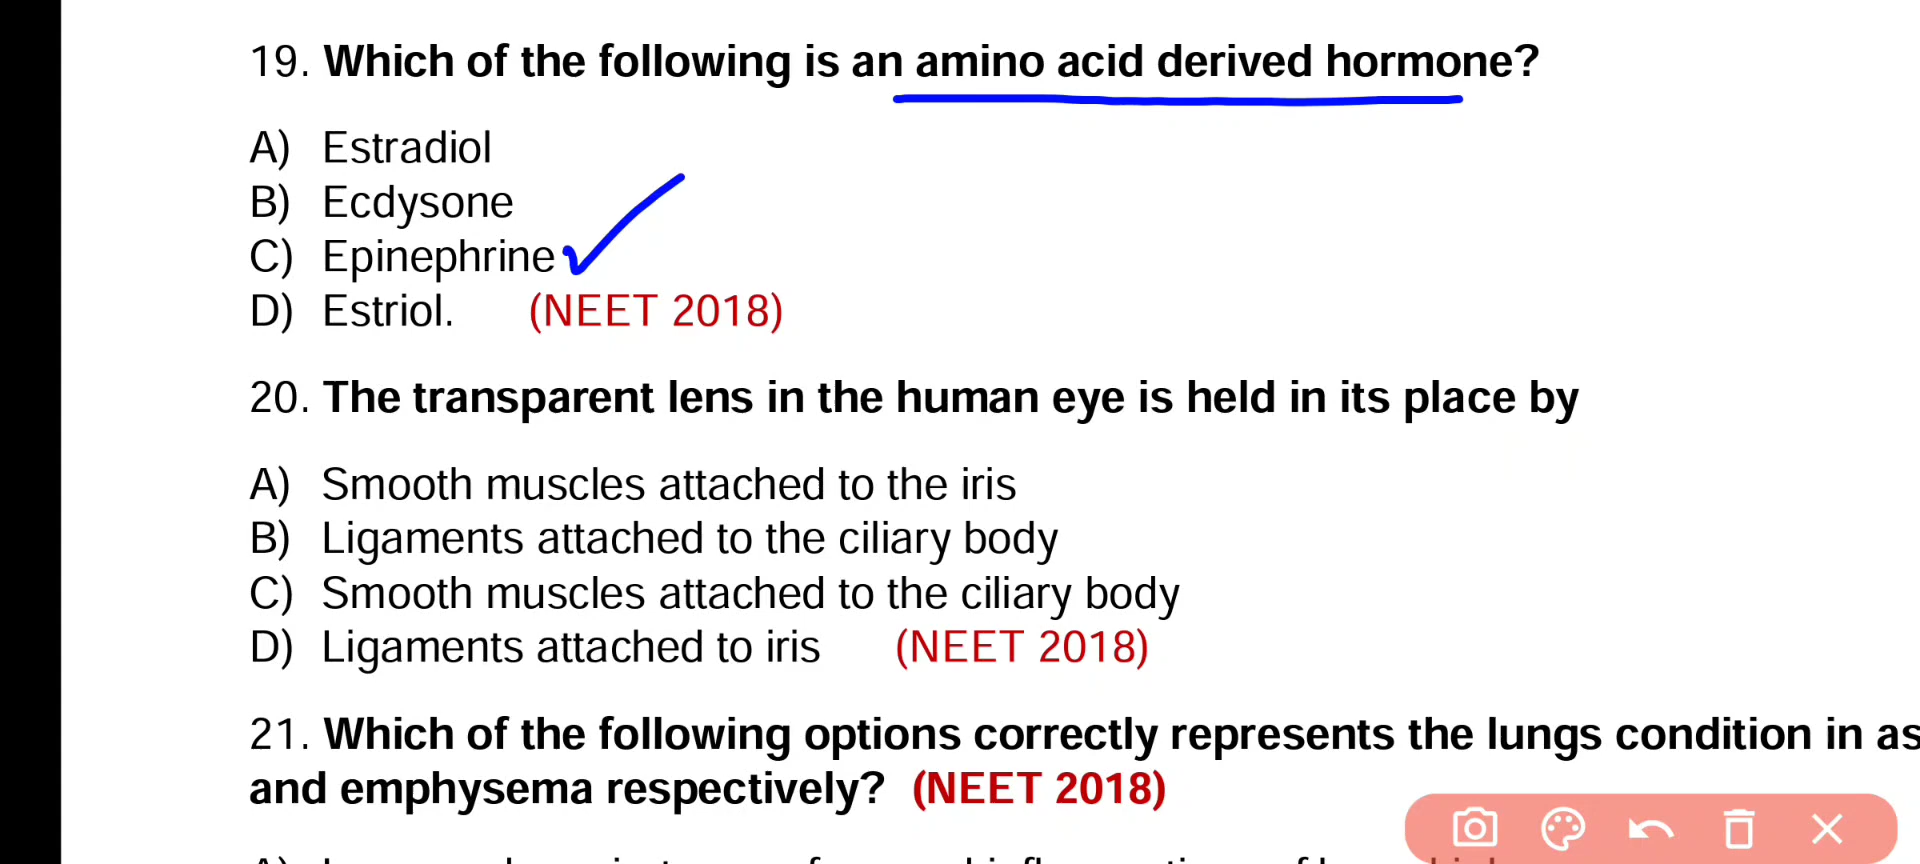 19. Which of the following is an amino acid derived hormone?
A) Estradiol
B) Ecdysone
C) Epinephrine
D) Estriol. (NEET 2018)
20. The transparent lens in the human eye is held in its place by
A) Smooth muscles attached to the iris
B) Ligaments attached to the ciliary body
C) Smooth muscles attached to the ciliary body
D) Ligaments attached to iris (NEET 2018)
21. Which of the following options correctly represents the lungs condition in as
and emphysema respectively? (NEET 2018)